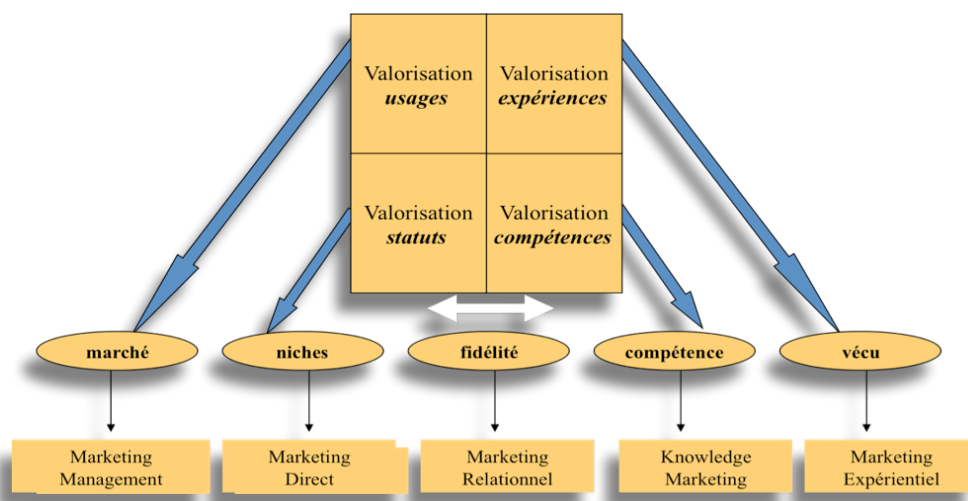 Valorisation
usages
Valorisation
expériences
Valorisation
statuts
Valorisation
compétences
marché
niches
fidélité
compétence
vécu
Marketing
Management
Marketing
Direct
Marketing
Relationnel
Knowledge
Marketing
Marketing
Expérientiel